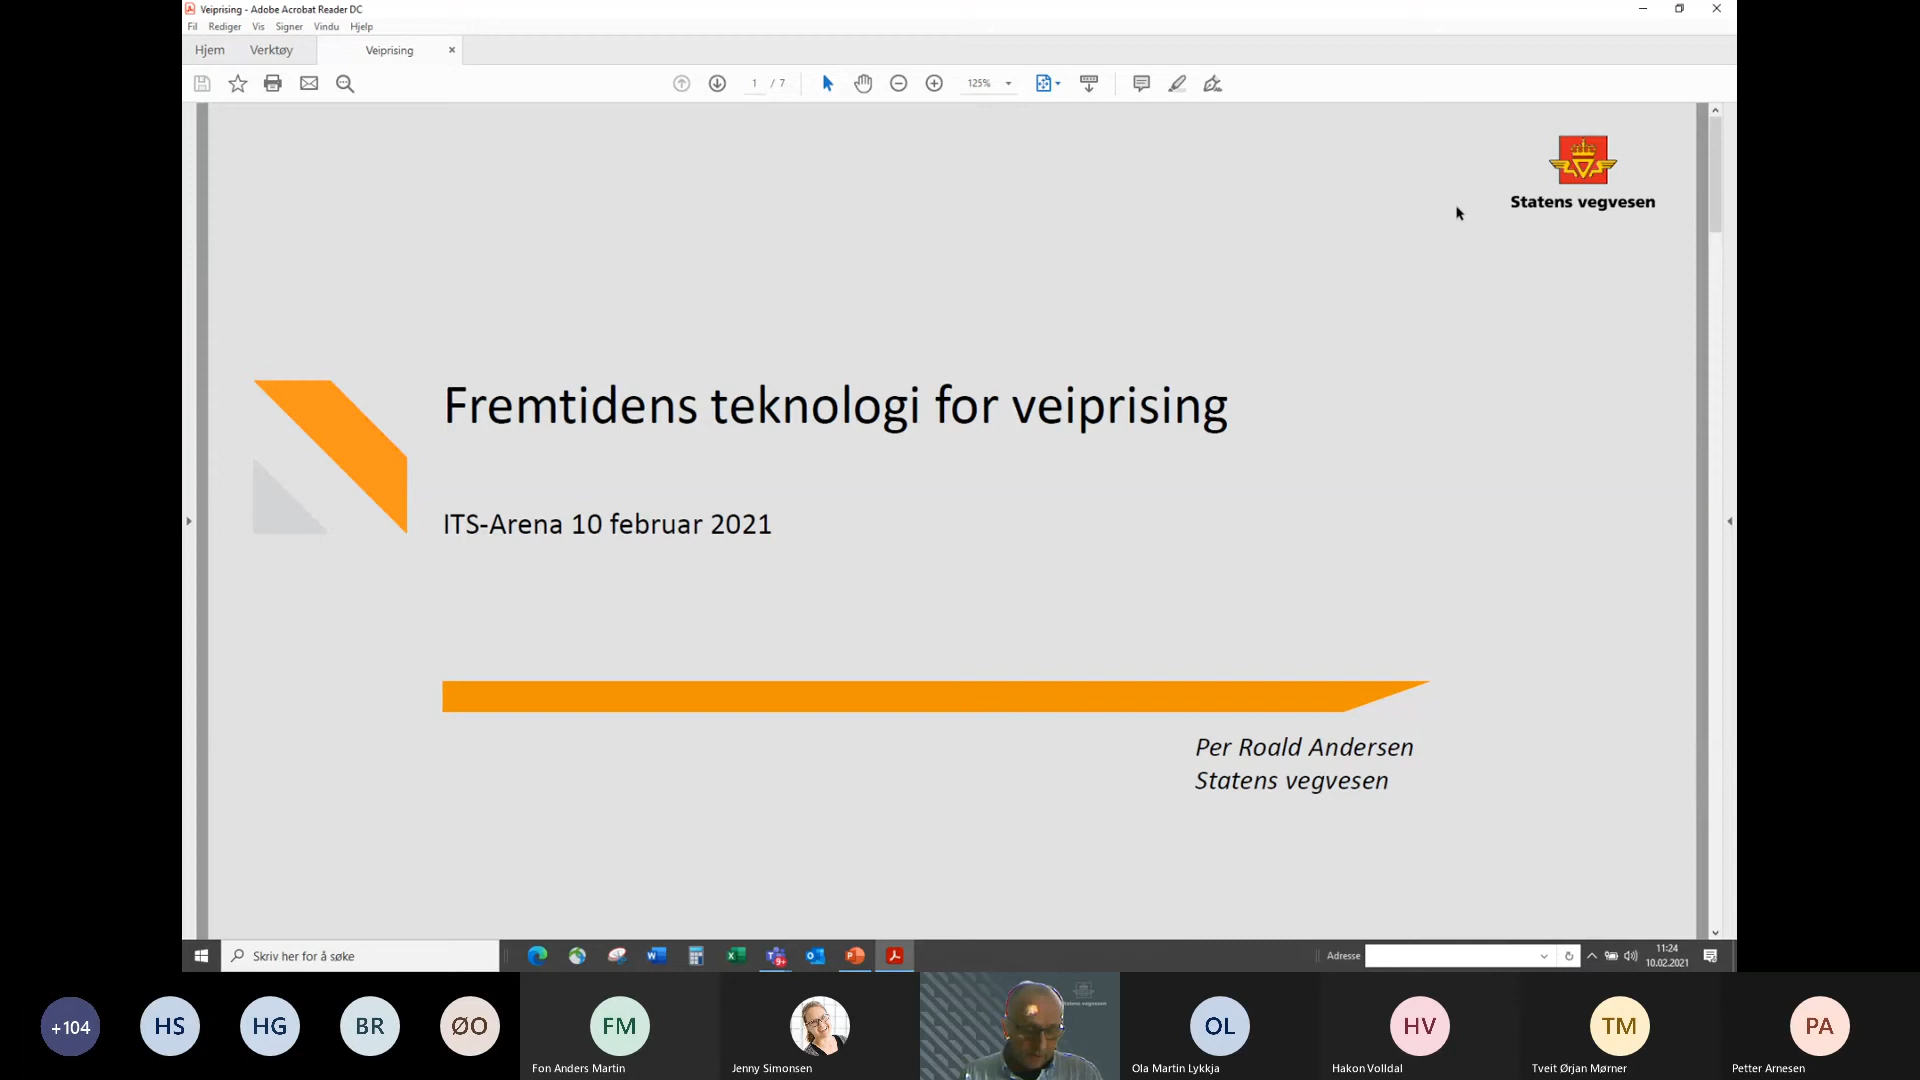 Veiprising - Adobe Acrobat Reader DC
Fil Rediger Vis Signer Vindu Hjelp
Hjem Verktøy Veiprising
1 / 7 125%
Statens vegvesen
Fremtidens teknologi for veiprising
ITS-Arena 10 februar 2021
Per Roald Andersen
Statens vegvesen
Skriv her for å søke
Adresse
11:24
10.02.2021
+104 HS HG BR ØO FM OL HV TM PA
Statens vegvesen
Fon Anders Martin Jenny Simonsen Ola Martin Lykkja Hakon Volldal Tveit Ørjan Mørner Petter Arnesen